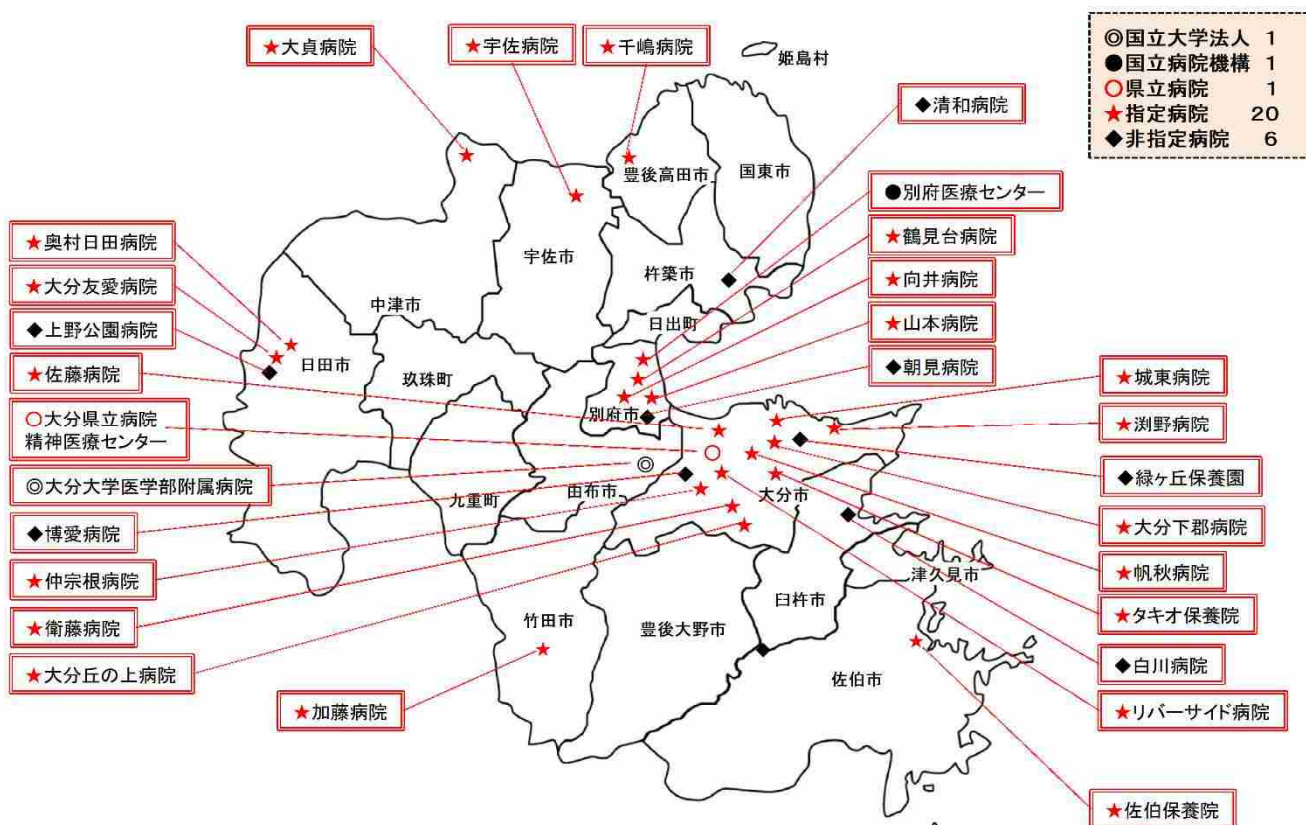 ★大貞病院
★宇佐病院
★千嶋病院
姫島村
◎国立大学法人 1
●国立病院機構 1
○県立病院 1
★指定病院 20
◆非指定病院 6
◆清和病院
●別府医療センター
★鶴見台病院
★向井病院
★山本病院
◆朝見病院
★奥村日田病院
★大分友愛病院
◆上野公園病院
★佐藤病院
○大分県立病院
精神医療センター
◎大分大学医学部附属病院
◆博愛病院
★仲宗根病院
★衛藤病院
★大分丘の上病院
★加藤病院
豊後高田市
国東市
宇佐市
杵築市
中津市
日出町
日田市
玖珠町
別府市
九重町
由布市
大分市
津久見市
臼杵市
竹田市
豊後大野市
佐伯市
★城東病院
★渕野病院
◆緑ヶ丘保養園
★大分下郡病院
★帆秋病院
★タキオ保養院
◆白川病院
★リバーサイド病院
★佐伯保養院